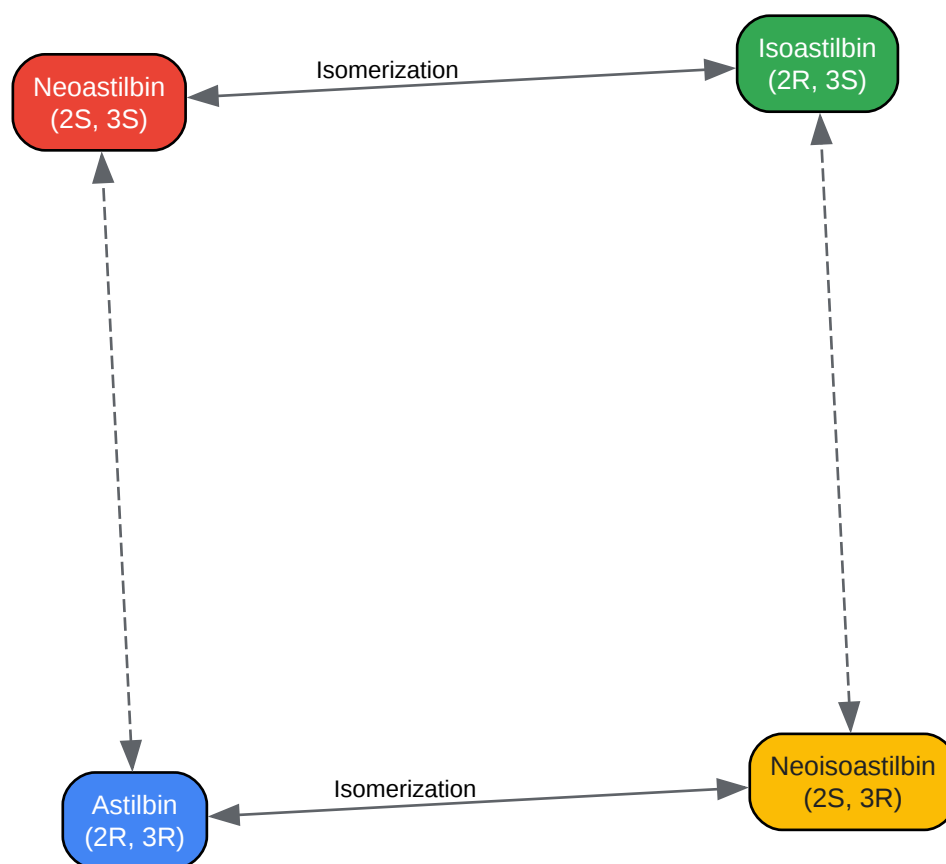 Neoastilbin
(2S, 3S)
Isomerization
Isoastilbin
(2R, 3S)
Astilbin
(2R, 3R)
Isomerization
Neoisoastilbin
(2S, 3R)